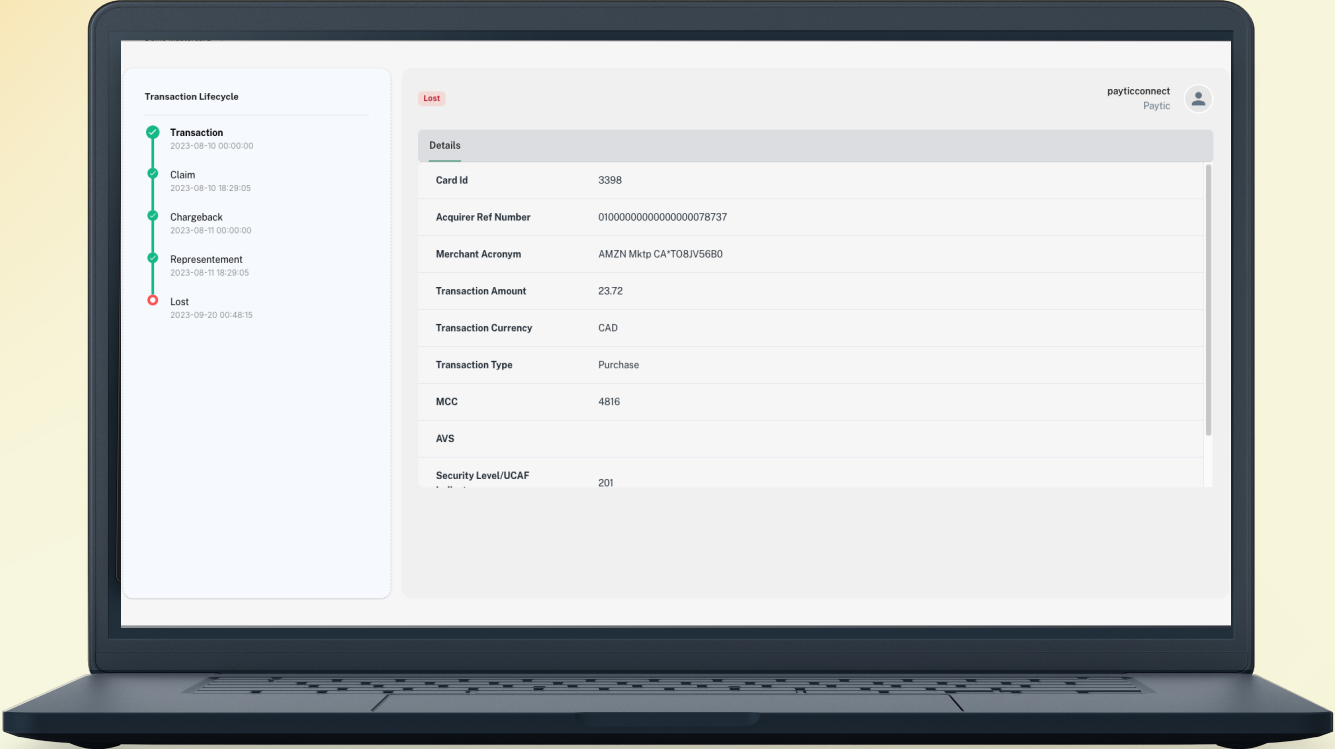 Transaction Lifecycle
Transaction
2023-08-10 00:00:00
Claim
2023-08-10 18:29:05
Chargeback
2023-08-11 00:00:00
Representement
2023-08-11 18:29:05
Lost
2023-09-20 00:48:15
Lost
payticconnect
Paytic
Details
Card Id 3398
Acquirer Ref Number 01000000000000000078737
Merchant Acronym AMZN Mktp CA*TO8JV56B0
Transaction Amount 23.72
Transaction Currency CAD
Transaction Type Purchase
MCC 4816
AVS
Security Level/UCAF
201